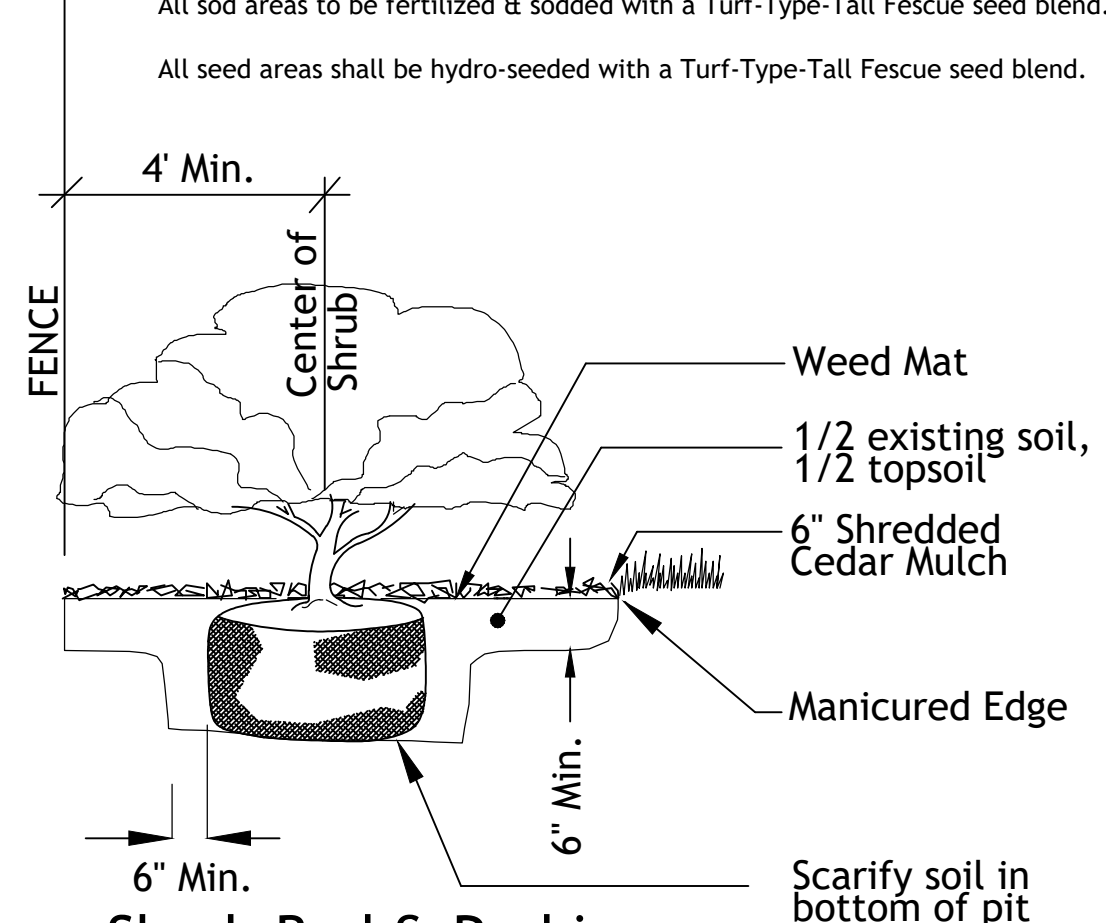 All sod areas to be fertilized & sodded with a Turf-Type-Tall Fescue seed blend.
All seed areas shall be hydro-seeded with a Turf-Type-Tall Fescue seed blend.
4' Min.
FENCE
Center of
Shrub
Weed Mat
1/2 existing soil,
1/2 topsoil
6" Shredded
Cedar Mulch
Manicured Edge
6" Min.
6" Min.
Scarify soil in
bottom of pit